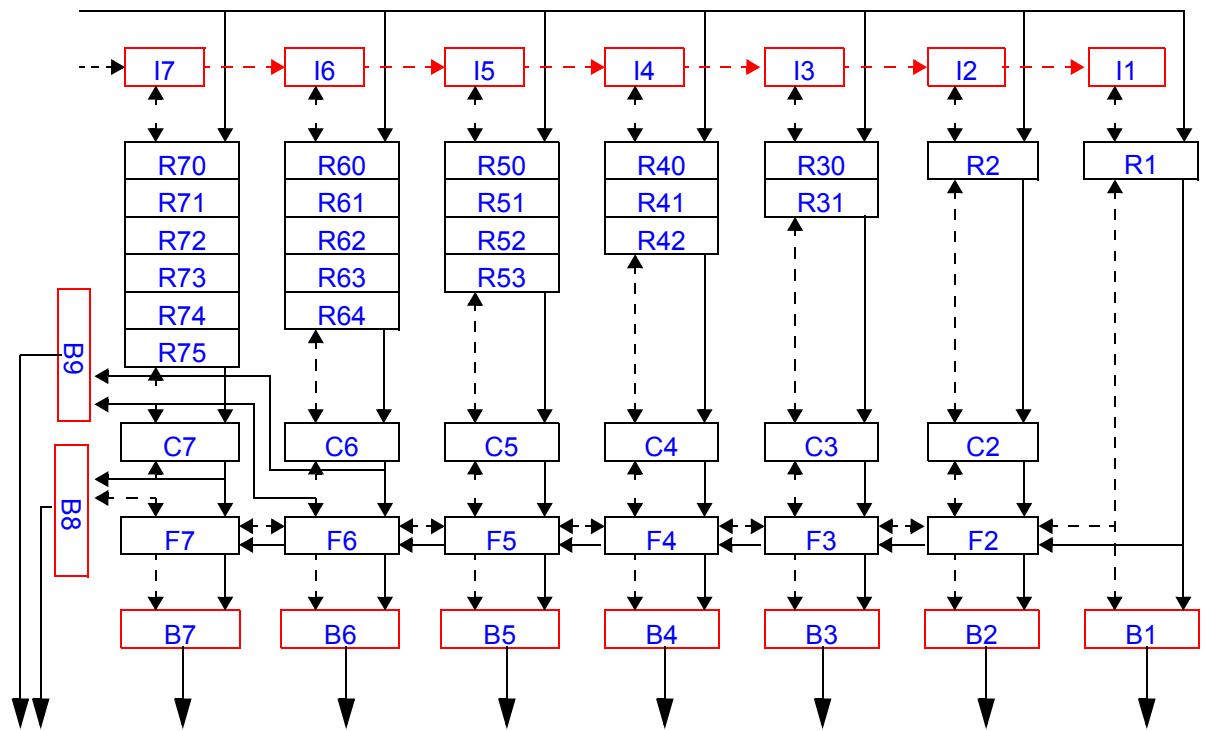 I7 I6 I5 I4 I3 I2 I1
R70 R60 R50 R40 R30 R2 R1
R71 R61 R51 R41 R31
R72 R62 R52 R42
R73 R63 R53
R74 R64
R75
B9
C7 C6 C5 C4 C3 C2
B8
F7 F6 F5 F4 F3 F2
B7 B6 B5 B4 B3 B2 B1